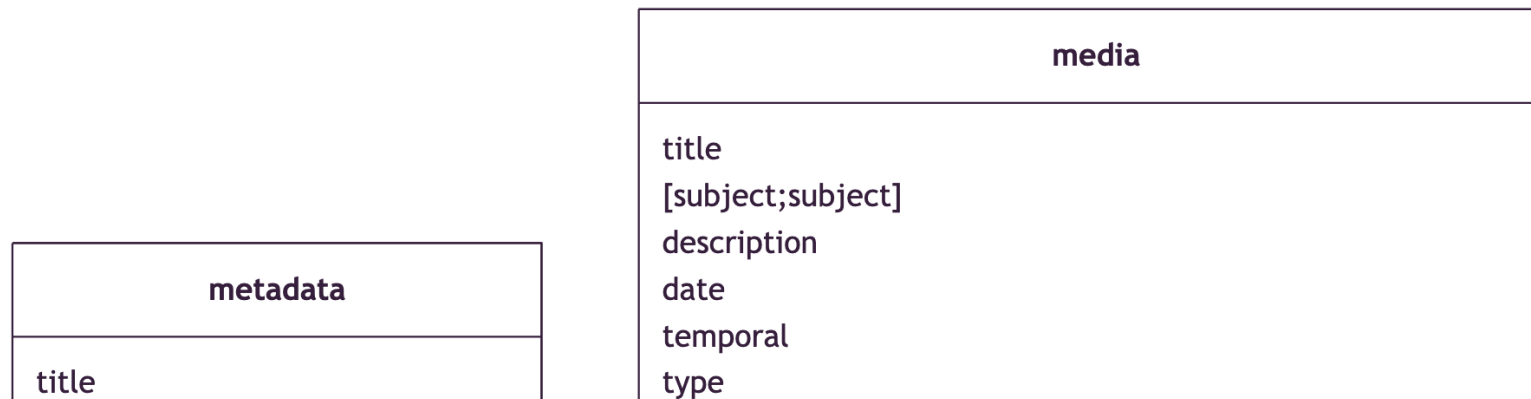 media
title
[subject;subject]
description
date
temporal
type
metadata
title